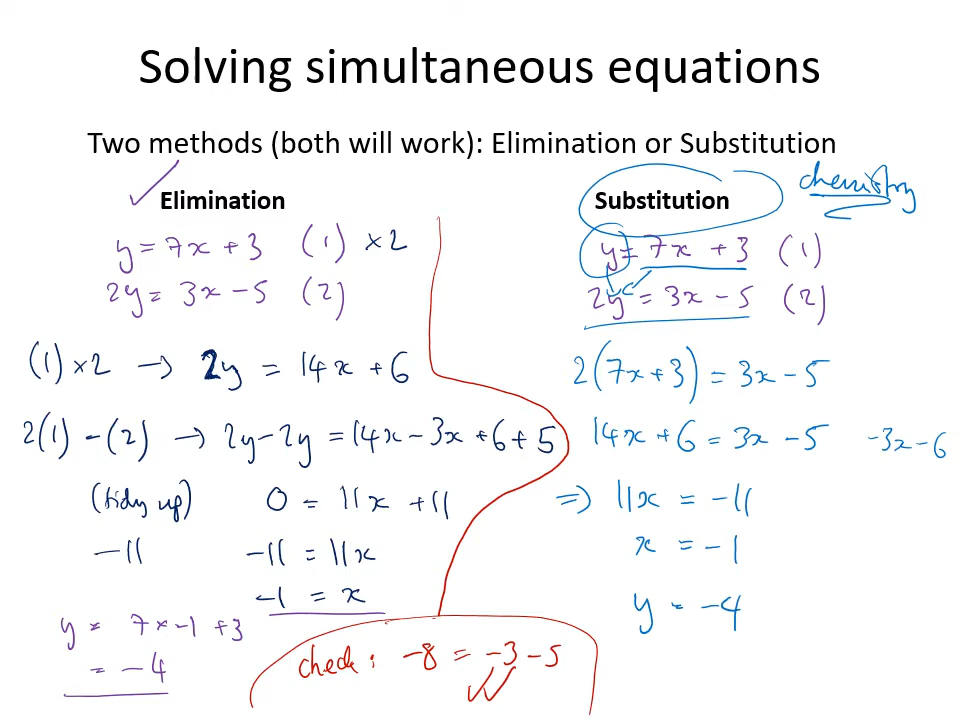 Solving simultaneous equations
Two methods (both will work): Elimination or Substitution
Elimination
y = 7x + 3 (1) ×2
2y = 3x - 5 (2)
(1) ×2 → 2y = 14x + 6
2(1) - (2) → 2y - 2y = 14x - 3x + 6 + 5
(tidy up) 0 = 11x + 11
-11 -11 = 11x
-1 = x
y = 7x-1 + 3
= -4
Substitution
chemistry
y = 7x + 3 (1)
2y = 3x - 5 (2)
2(7x + 3) = 3x - 5
14x + 6 = 3x - 5 -3x - 6
=> 11x = -11
x = -1
y = -4
check: -8 = -3 - 5